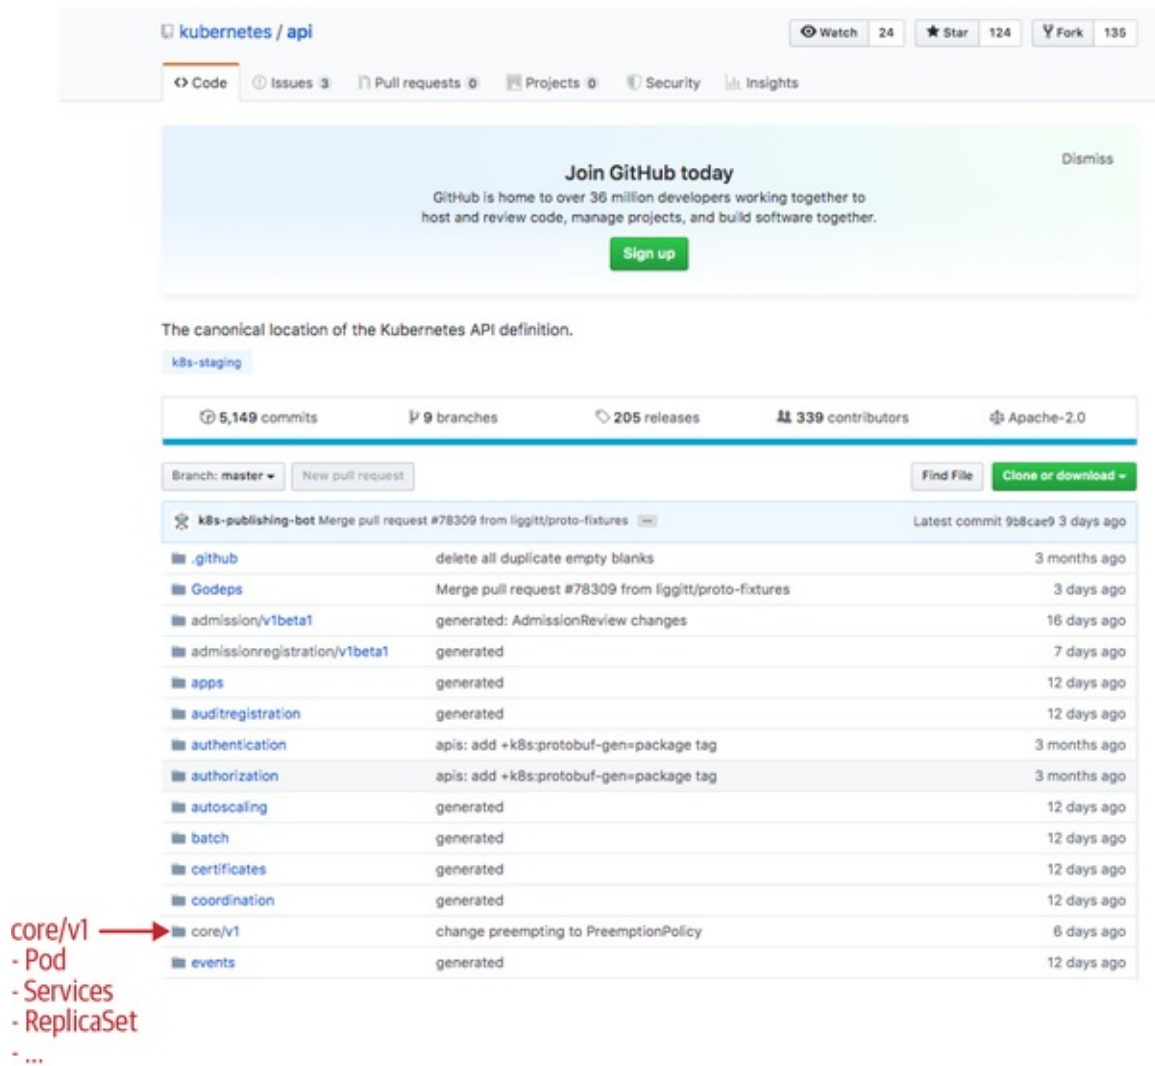 kubernetes / api
Watch 24 Star 124 Fork 135
Code Issues 3 Pull requests 0 Projects 0 Security Insights
Dismiss
Join GitHub today
GitHub is home to over 36 million developers working together to
host and review code, manage projects, and build software together.
Sign up
The canonical location of the Kubernetes API definition.
k8s-staging
5,149 commits 9 branches 205 releases 339 contributors Apache-2.0
Branch: master New pull request Find File Clone or download
k8s-publishing-bot Merge pull request #78309 from liggitt/proto-fixtures ... Latest commit 9b8cae9 3 days ago
.github delete all duplicate empty blanks 3 months ago
Godeps Merge pull request #78309 from liggitt/proto-fixtures 3 days ago
admission/v1beta1 generated: AdmissionReview changes 16 days ago
admissionregistration/v1beta1 generated 7 days ago
apps generated 12 days ago
auditregistration generated 12 days ago
authentication apis: add +k8s:protobuf-gen=package tag 3 months ago
authorization apis: add +k8s:protobuf-gen=package tag 3 months ago
autoscaling generated 12 days ago
batch generated 12 days ago
certificates generated 12 days ago
coordination generated 12 days ago
core/v1 change preempting to PreemptionPolicy 6 days ago
events generated 12 days ago
core/v1
- Pod
- Services
- ReplicaSet
- ...